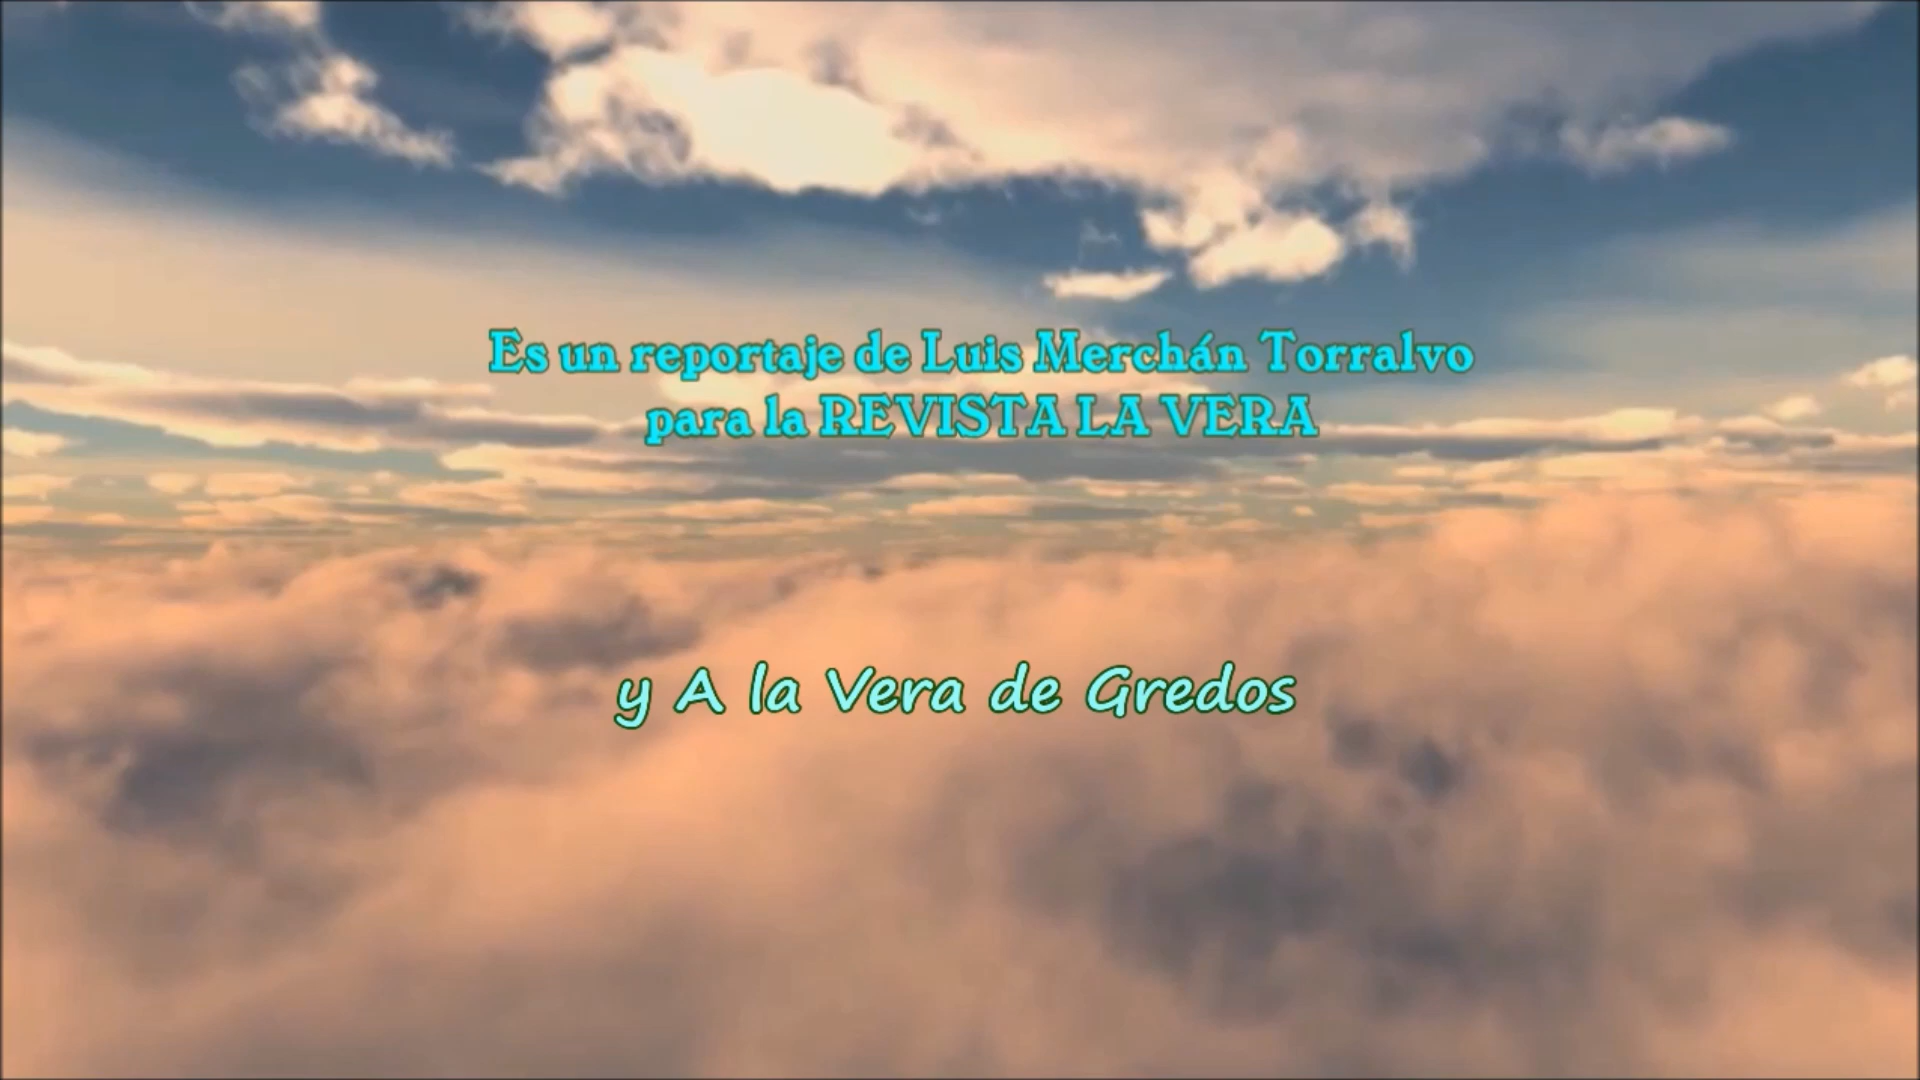 Es un reportaje de Luis Merchán Torralvo
para la REVISTA LA VERA
y A la Vera de Gredos